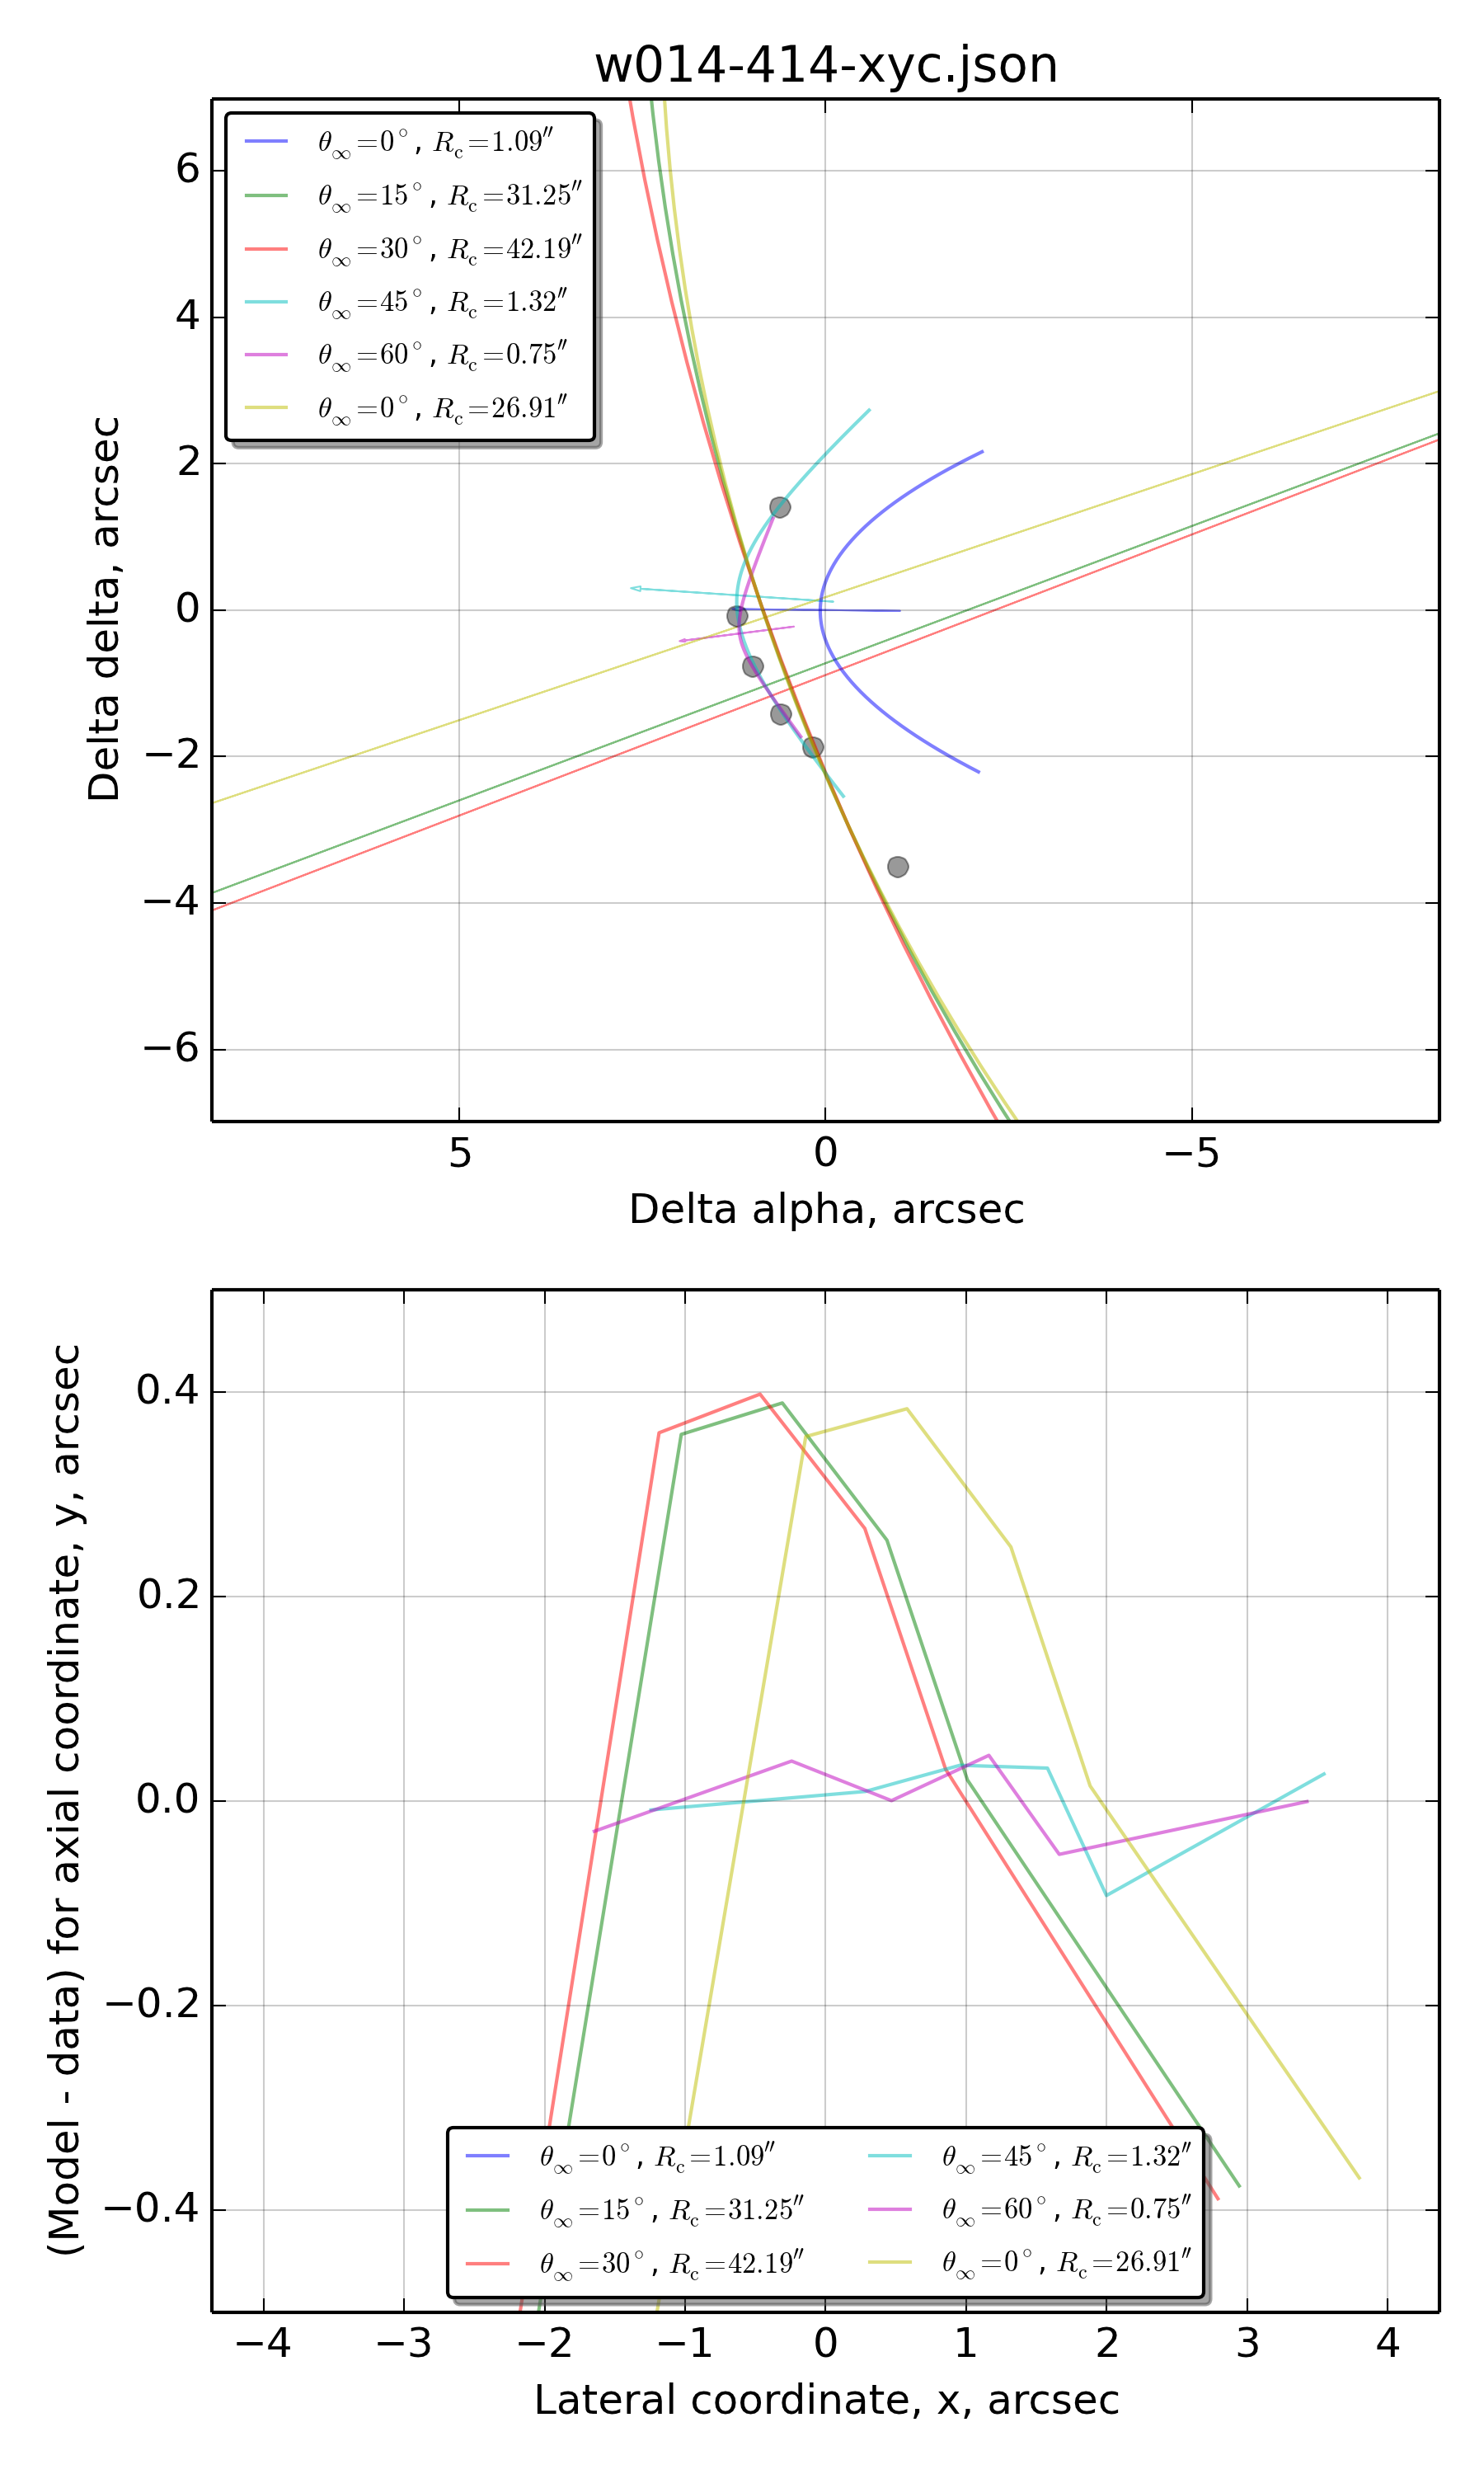 w014-414-xyc.json
θ∞=0°, Rc=1.09″
θ∞=15°, Rc=31.25″
θ∞=30°, Rc=42.19″
θ∞=45°, Rc=1.32″
θ∞=60°, Rc=0.75″
θ∞=0°, Rc=26.91″
6
4
2
0
−2
−4
−6
Delta delta, arcsec
5 0 −5
Delta alpha, arcsec
0.4
0.2
0.0
−0.2
−0.4
(Model - data) for axial coordinate, y, arcsec
θ∞=0°, Rc=1.09″ θ∞=45°, Rc=1.32″
θ∞=15°, Rc=31.25″ θ∞=60°, Rc=0.75″
θ∞=30°, Rc=42.19″ θ∞=0°, Rc=26.91″
−4 −3 −2 −1 0 1 2 3 4
Lateral coordinate, x, arcsec